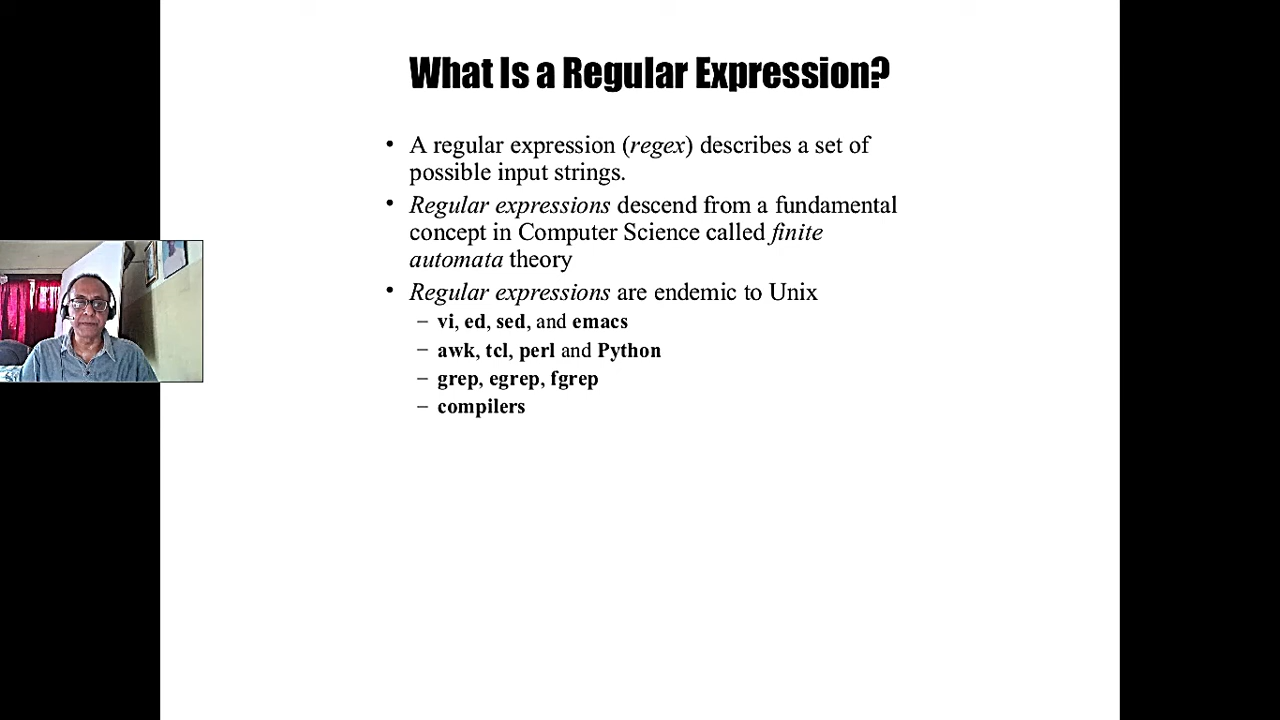 What Is a Regular Expression?
• A regular expression (regex) describes a set of
possible input strings.
• Regular expressions descend from a fundamental
concept in Computer Science called finite
automata theory
• Regular expressions are endemic to Unix
– vi, ed, sed, and emacs
– awk, tcl, perl and Python
– grep, egrep, fgrep
– compilers